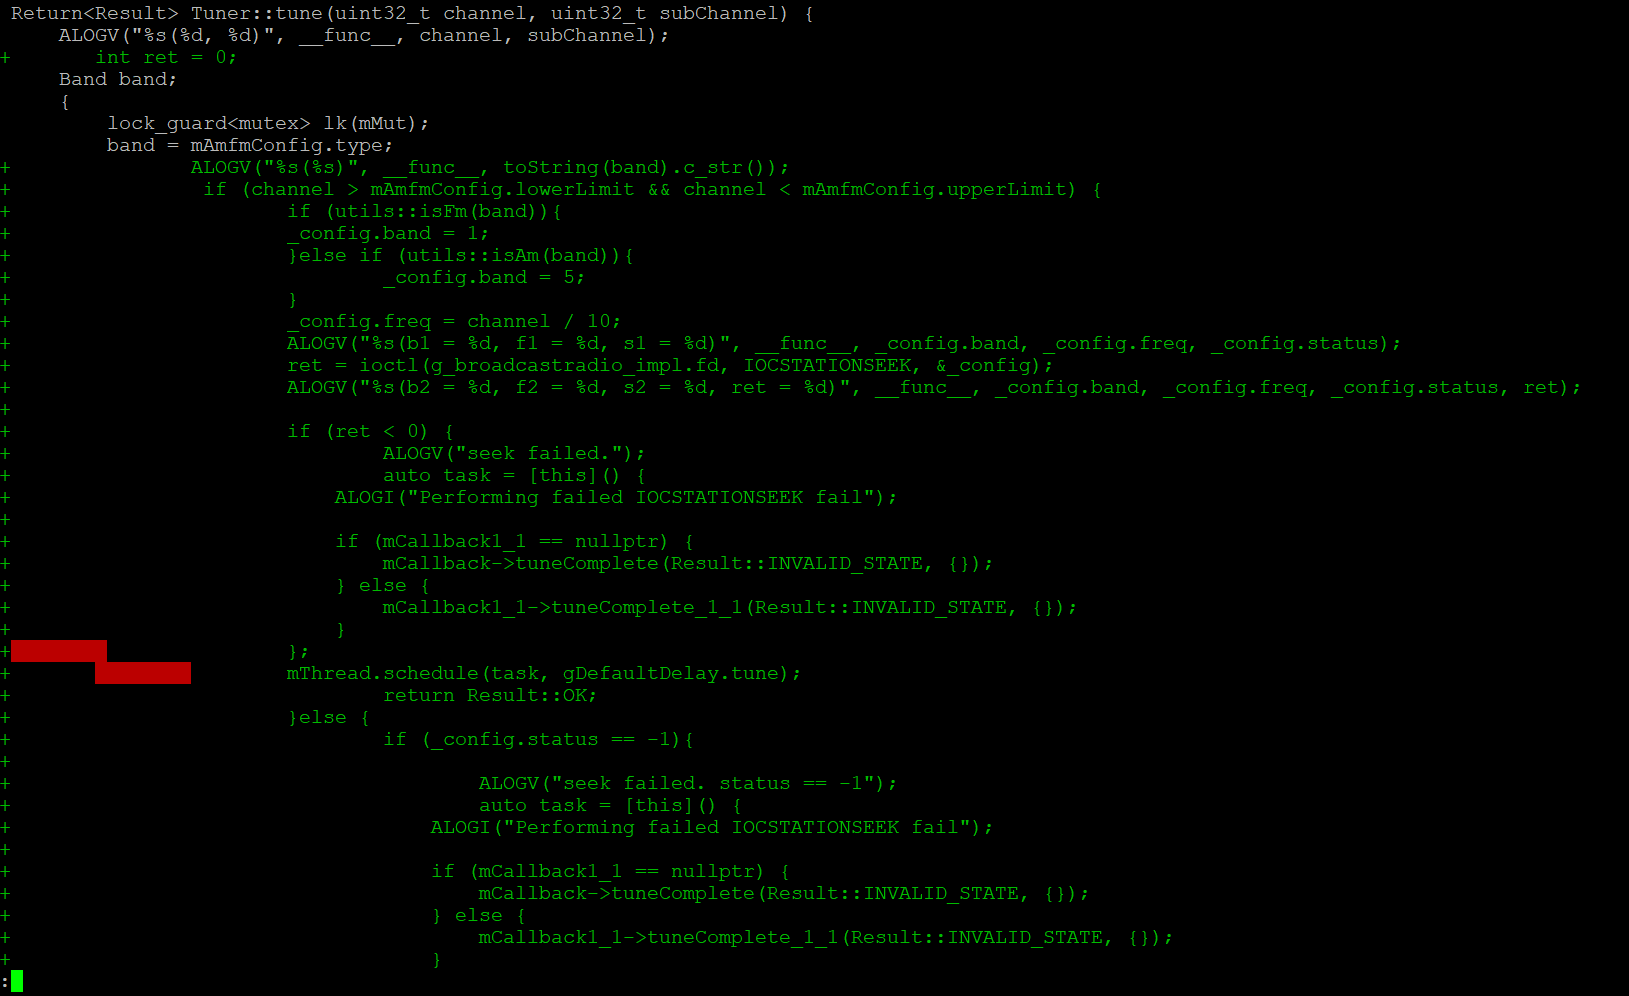 Return<Result> Tuner::tune(uint32_t channel, uint32_t subChannel) {
     ALOGV("%s(%d, %d)", __func__, channel, subChannel);
+       int ret = 0;
     Band band;
     {
         lock_guard<mutex> lk(mMut);
         band = mAmfmConfig.type;
+               ALOGV("%s(%s)", __func__, toString(band).c_str());
+                if (channel > mAmfmConfig.lowerLimit && channel < mAmfmConfig.upperLimit) {
+                       if (utils::isFm(band)){
+                       _config.band = 1;
+                       }else if (utils::isAm(band)){
+                               _config.band = 5;
+                       }
+                       _config.freq = channel / 10;
+                       ALOGV("%s(b1 = %d, f1 = %d, s1 = %d)", __func__, _config.band, _config.freq, _config.status);
+                       ret = ioctl(g_broadcastradio_impl.fd, IOCSTATIONSEEK, &_config);
+                       ALOGV("%s(b2 = %d, f2 = %d, s2 = %d, ret = %d)", __func__, _config.band, _config.freq, _config.status, ret);
+
+                       if (ret < 0) {
+                               ALOGV("seek failed.");
+                               auto task = [this]() {
+                           ALOGI("Performing failed IOCSTATIONSEEK fail");
+
+                           if (mCallback1_1 == nullptr) {
+                               mCallback->tuneComplete(Result::INVALID_STATE, {});
+                           } else {
+                               mCallback1_1->tuneComplete_1_1(Result::INVALID_STATE, {});
+                           }
+                       };
+                       mThread.schedule(task, gDefaultDelay.tune);
+                               return Result::OK;
+                       }else {
+                               if (_config.status == -1){
+
+                                       ALOGV("seek failed. status == -1");
+                                       auto task = [this]() {
+                                   ALOGI("Performing failed IOCSTATIONSEEK fail");
+
+                                   if (mCallback1_1 == nullptr) {
+                                       mCallback->tuneComplete(Result::INVALID_STATE, {});
+                                   } else {
+                                       mCallback1_1->tuneComplete_1_1(Result::INVALID_STATE, {});
+                                   }
: